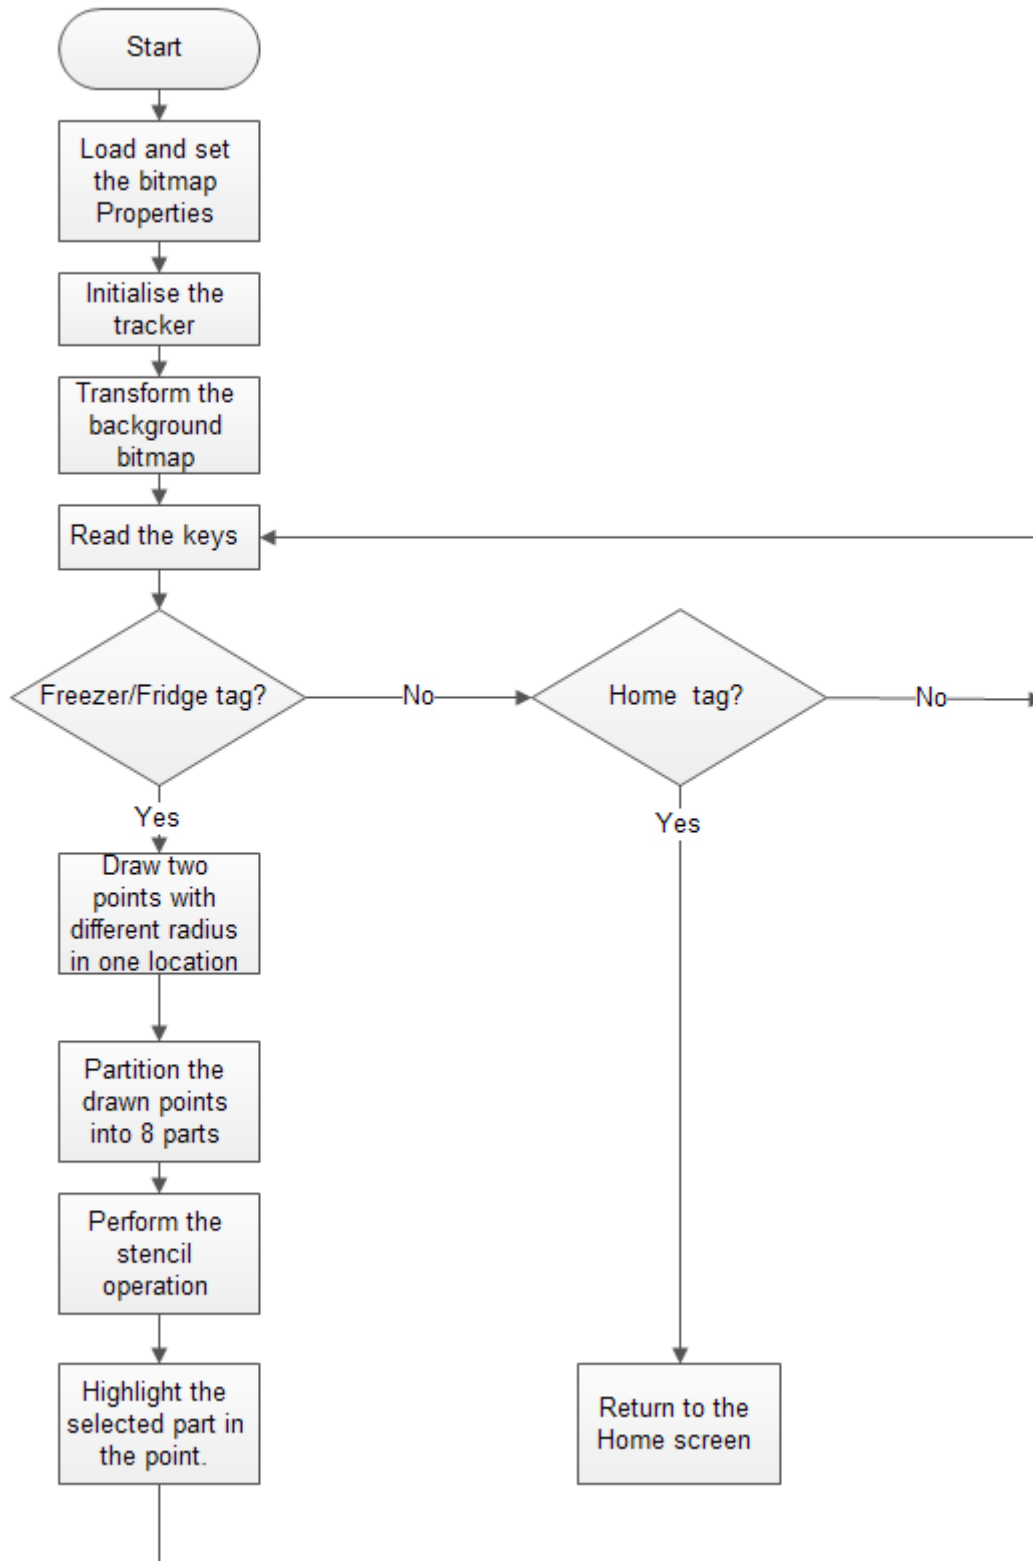 Start
Load and set
the bitmap
Properties
Initialise the
tracker
Transform the
background
bitmap
Read the keys
Freezer/Fridge tag?
No
Home tag?
No
Yes
Yes
Draw two
points with
different radius
in one location
Partition the
drawn points
into 8 parts
Perform the
stencil
operation
Highlight the
selected part in
the point.
Return to the
Home screen